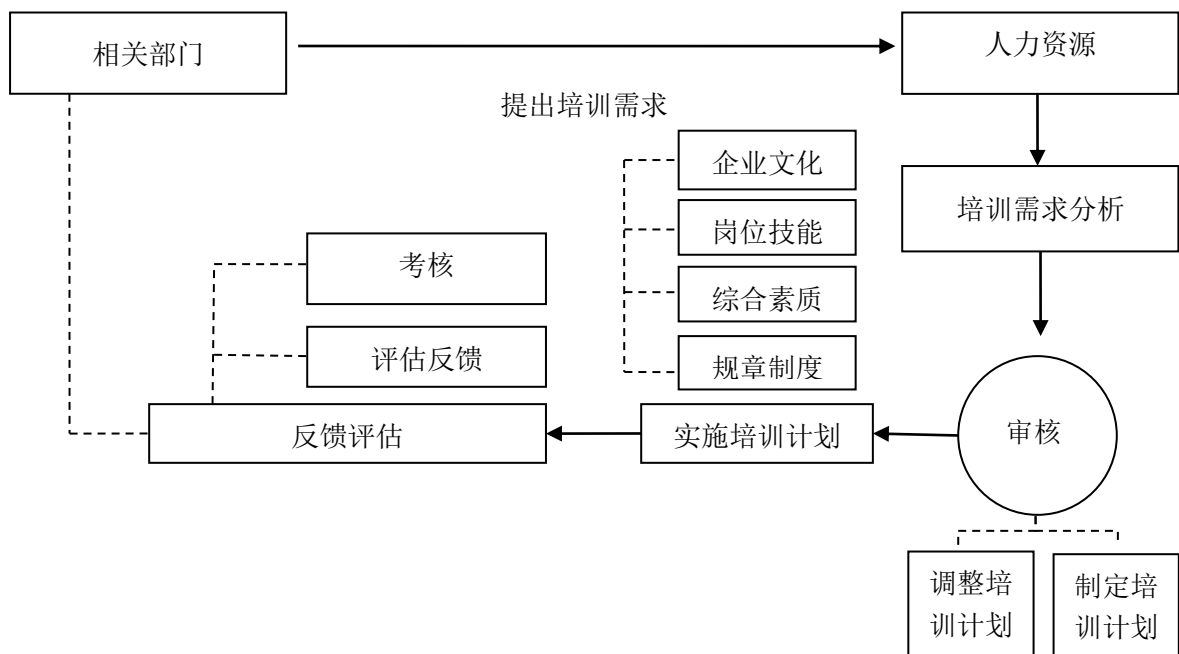 相关部门
人力资源
提出培训需求
企业文化
培训需求分析
岗位技能
考核
综合素质
评估反馈
规章制度
反馈评估
实施培训计划
审核
调整培
训计划
制定培
训计划